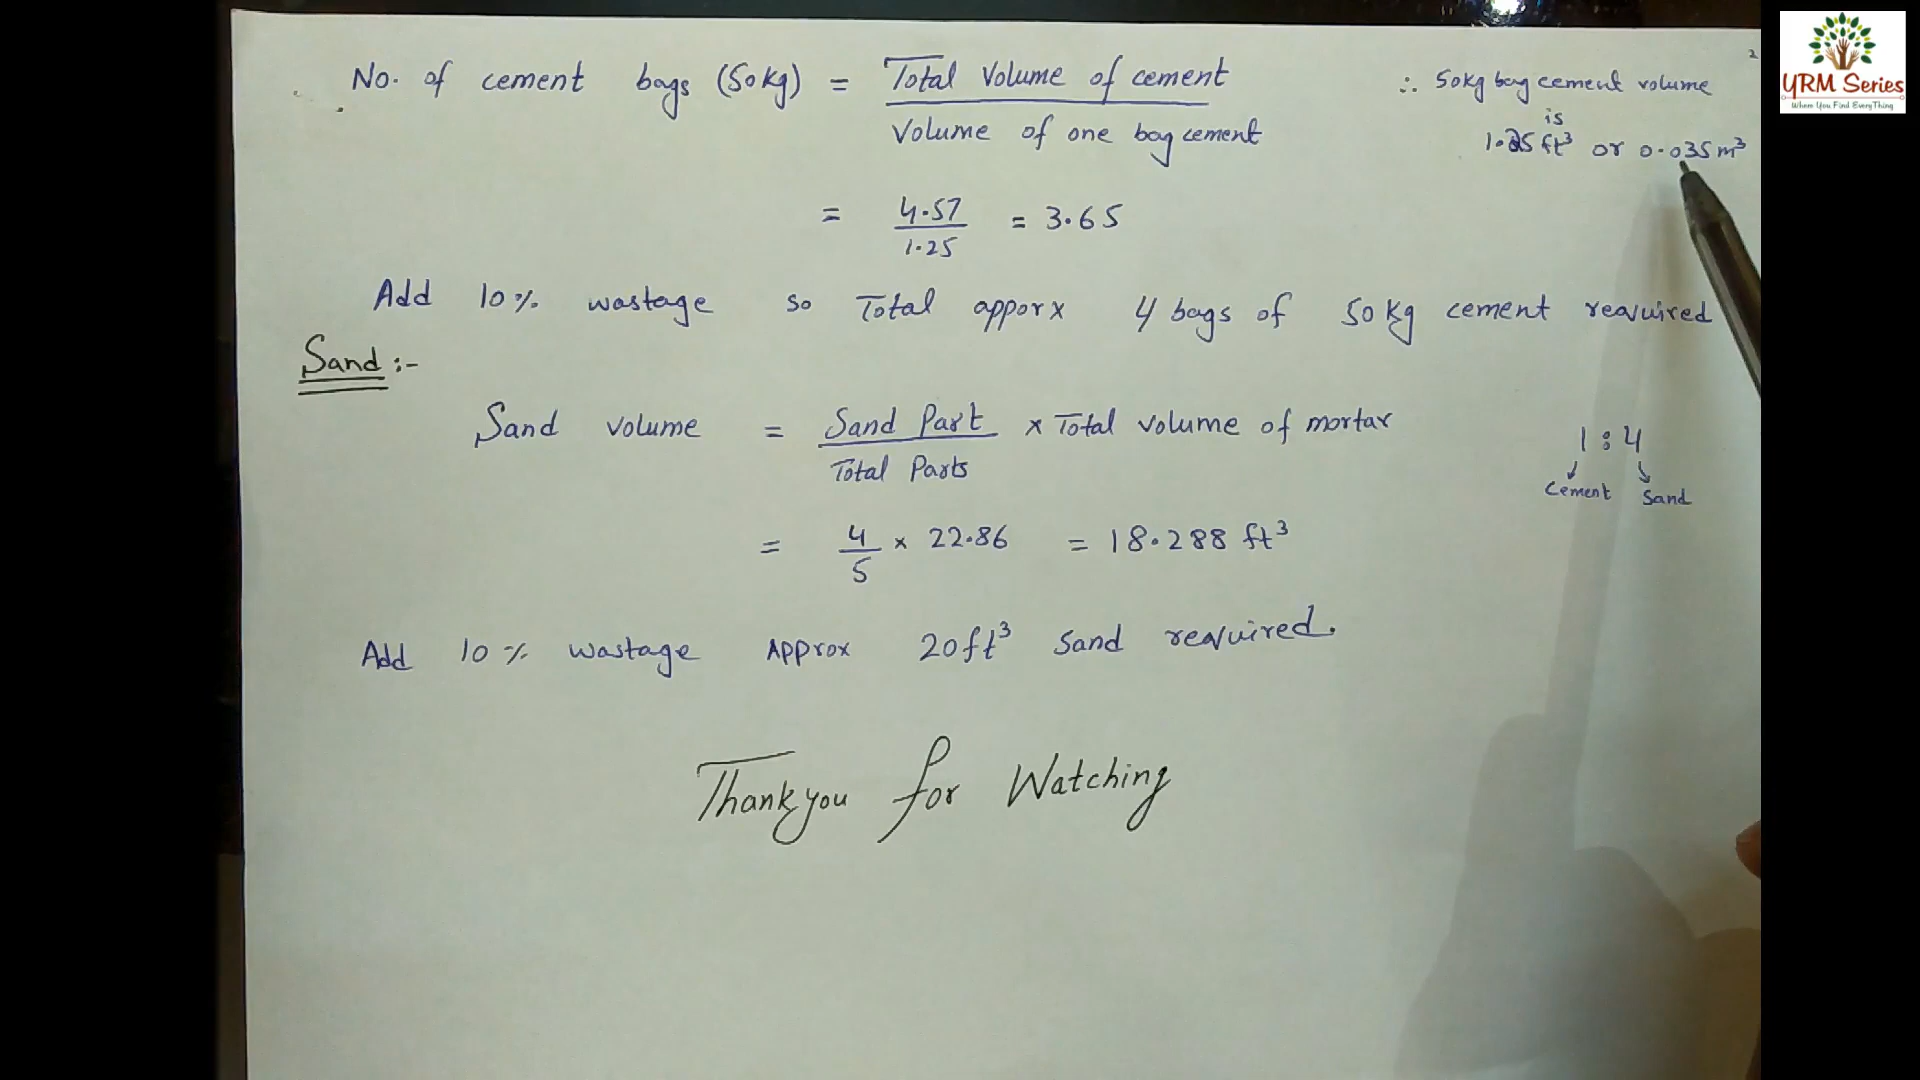 No. of cement bags (50kg) = Total Volume of cement
Volume of one bag cement
∴ 50kg bag cement volume
is
1.25 ft³ or 0.035 m³
2
= 4.57 = 3.65
1.25
Add 10% wastage so Total apporx 4 bags of 50 kg cement required
Sand :-
Sand volume = Sand Part × Total volume of mortar
Total Parts
1 : 4
Cement Sand
= 4 × 22.86 = 18.288 ft³
5
Add 10% wastage Approx 20ft³ Sand required.
Thankyou for Watching
YRM Series
Where You Find EveryThing